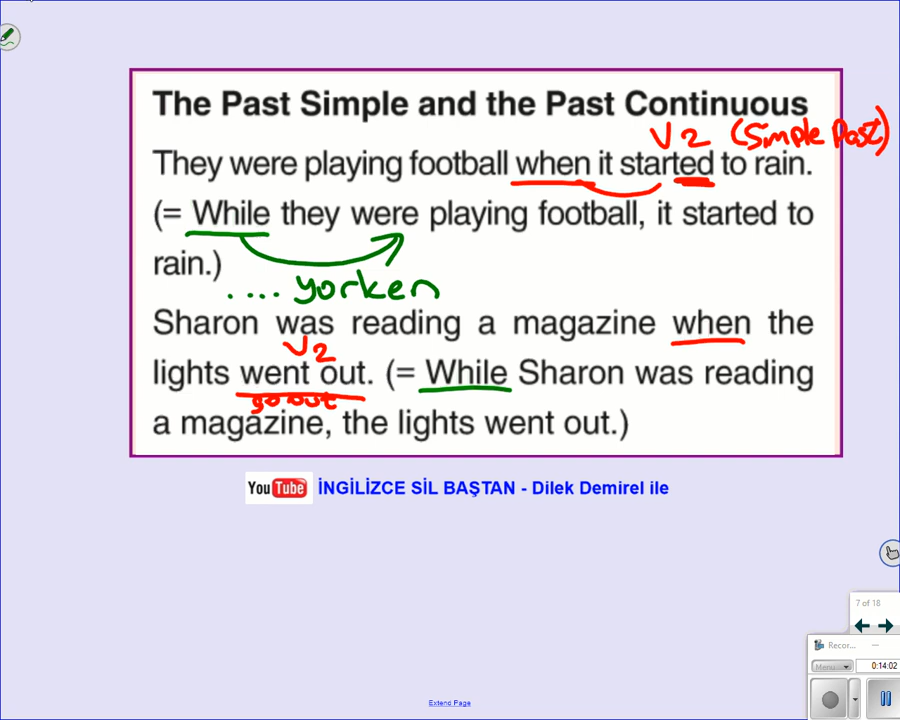 The Past Simple and the Past Continuous
V2 (Simple Past)
They were playing football when it started to rain.
(= While they were playing football, it started to
rain.)
.... yorken
Sharon was reading a magazine when the
V2
lights went out. (= While Sharon was reading
go out
a magazine, the lights went out.)
YouTube İNGİLİZCE SİL BAŞTAN - Dilek Demirel ile
7 of 18
Recor...
Menu
0:14:02
Extend Page